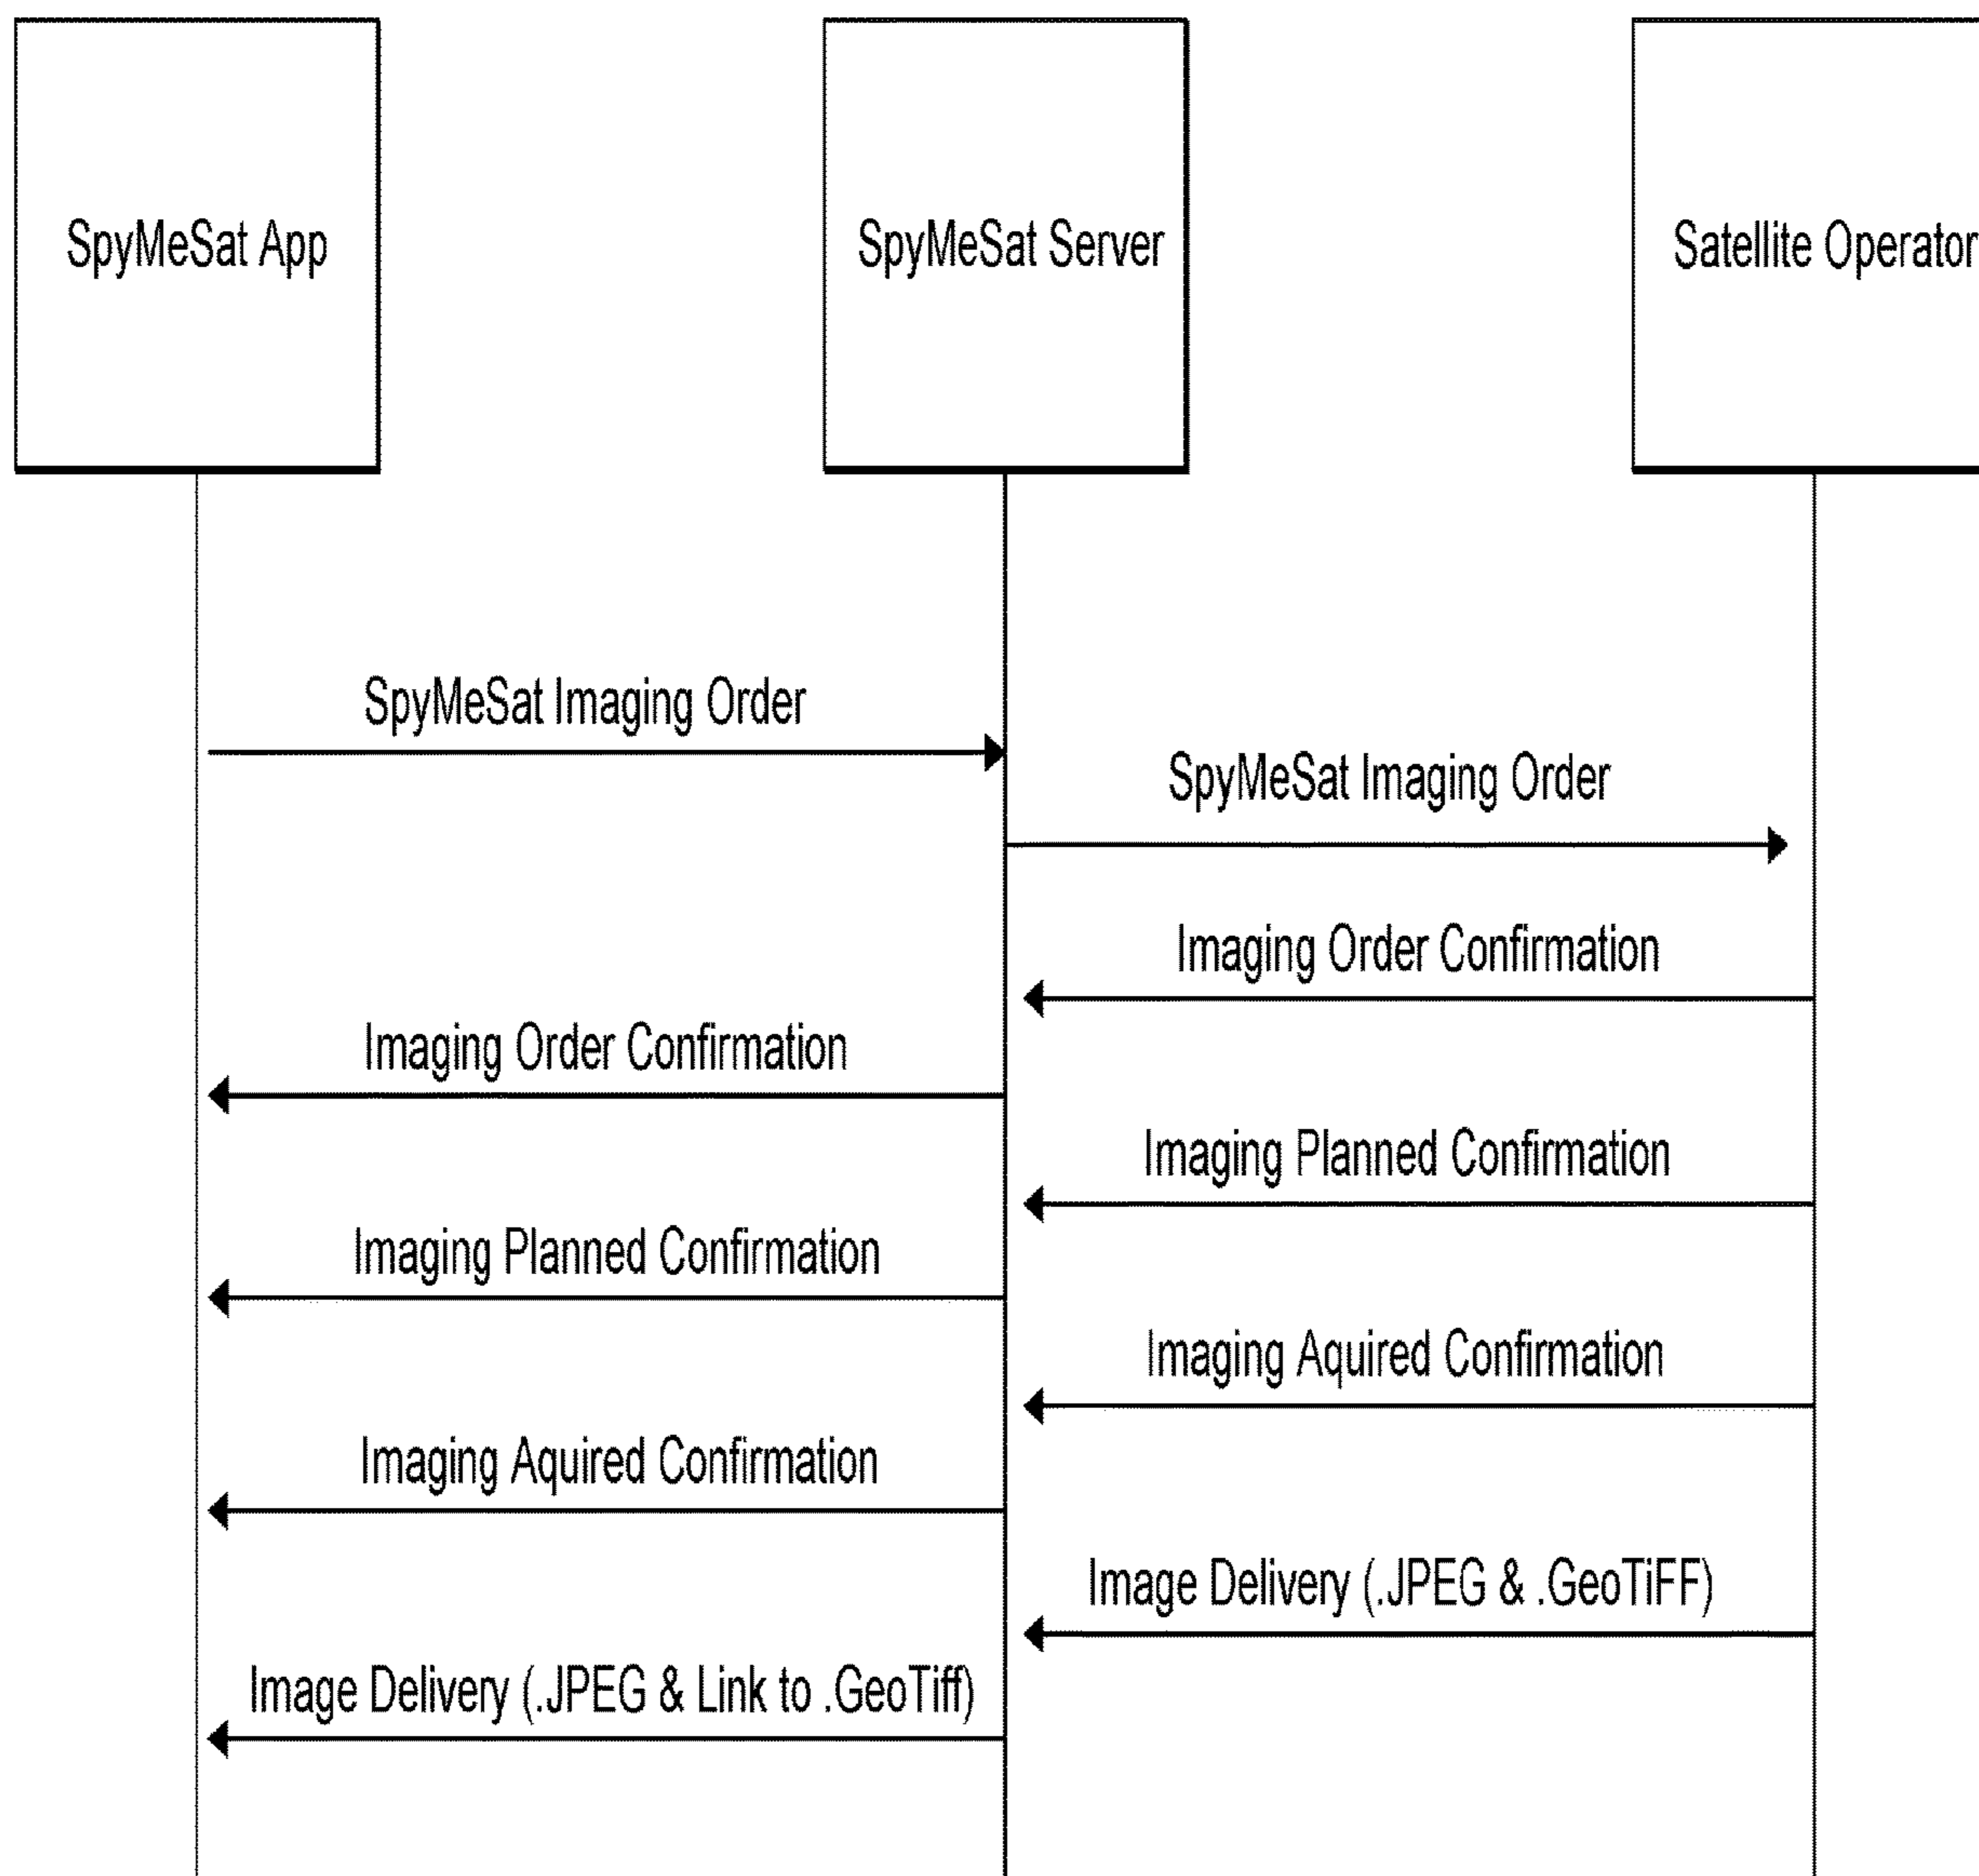 SpyMeSat App
SpyMeSat Server
Satellite Operator
SpyMeSat Imaging Order
SpyMeSat Imaging Order
Imaging Order Confirmation
Imaging Order Confirmation
Imaging Planned Confirmation
Imaging Planned Confirmation
Imaging Aquired Confirmation
Imaging Aquired Confirmation
Image Delivery (.JPEG & .GeoTiFF)
Image Delivery (.JPEG & Link to .GeoTiff)